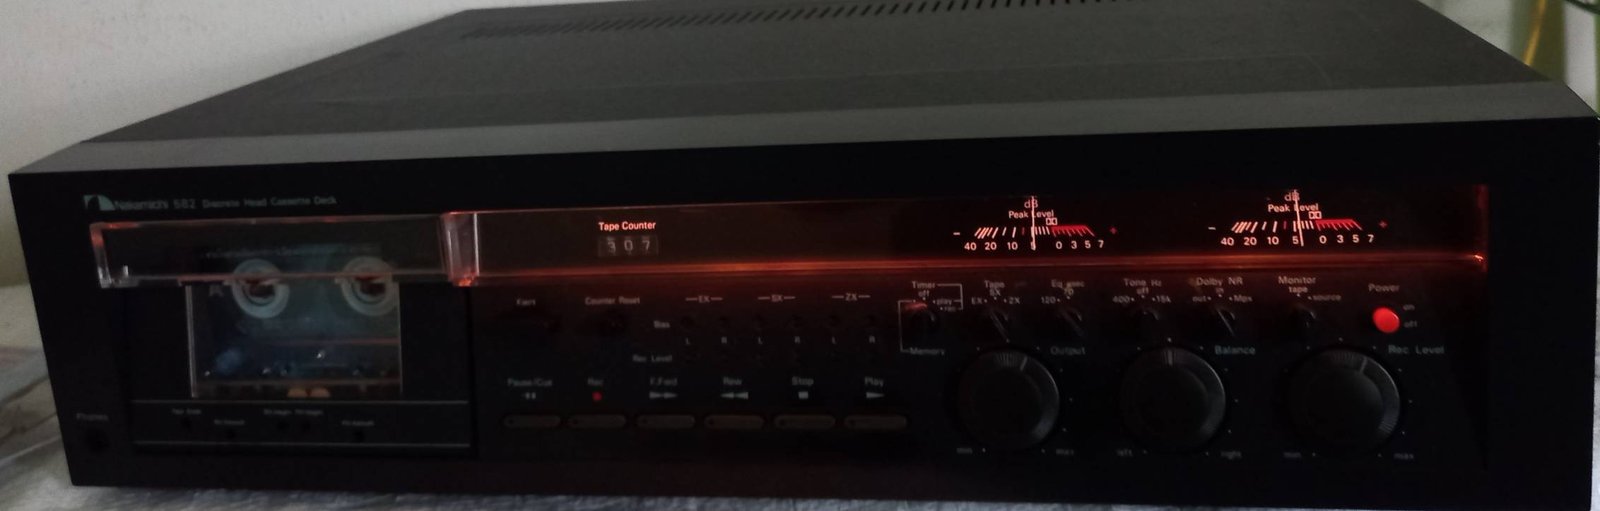 Nakamichi 582 Discrete Head Cassette Deck
Tape Counter
307
dB
Peak Level
- 40 20 10 5 0 3 5 7 +
dB
Peak Level
- 40 20 10 5 0 3 5 7 +
Eject
Counter Reset
EX
SX
ZX
Bias
L R L R L R
Rec Level
Timer
off
play
rec
Memory
Tape
SX
EX ZX
120
70
Tone Hz
off
400 15k
Dolby NR
out Mpx
Monitor
tape
source
Power
on
off
Output
Balance
Rec Level
min max
left right
min max
Pause/Cue
Rec
F.Fwd
Rew
Stop
Play
Phones